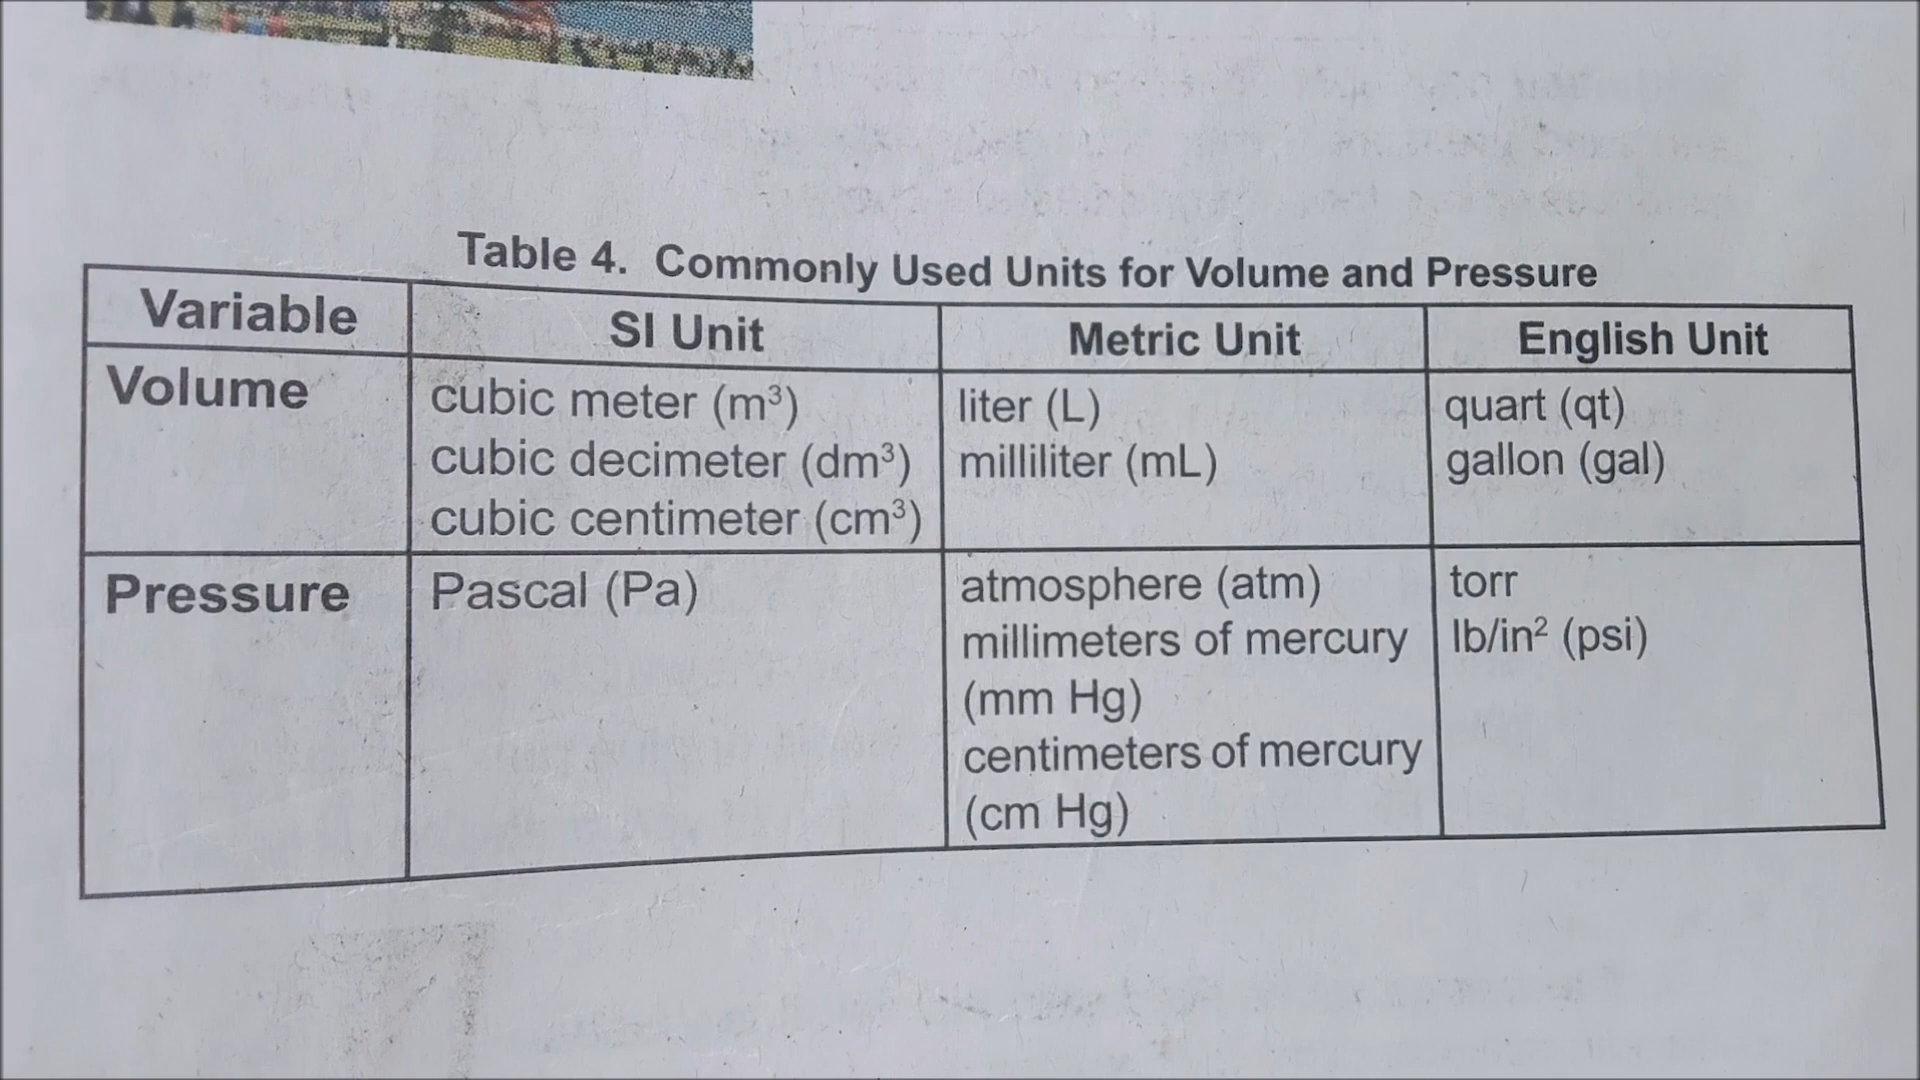 Table 4. Commonly Used Units for Volume and Pressure
Variable SI Unit Metric Unit English Unit
Volume cubic meter (m³) liter (L) quart (qt)
cubic decimeter (dm³) milliliter (mL) gallon (gal)
cubic centimeter (cm³)
Pressure Pascal (Pa) atmosphere (atm) torr
millimeters of mercury lb/in² (psi)
(mm Hg)
centimeters of mercury
(cm Hg)